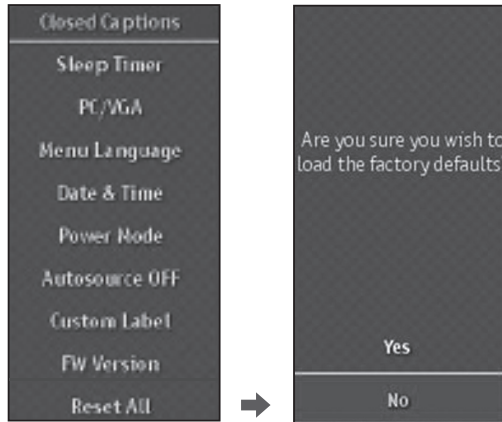 Closed Captions
Sleep Timer
PC/VGA
Menu Language
Date & Time
Power Mode
Autosource OFF
Custom Label
FW Version
Reset All
Are you sure you wish to
load the factory defaults
Yes
No